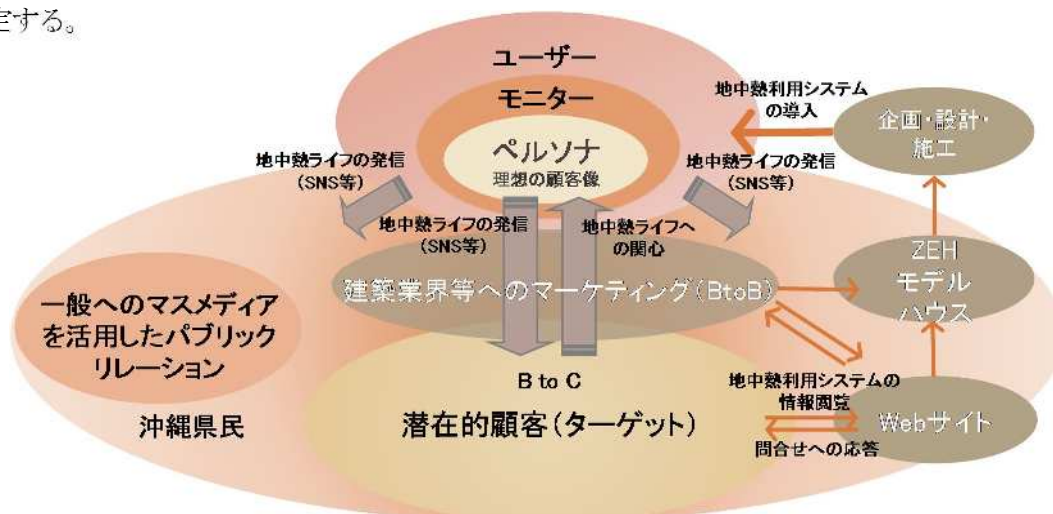 定する。
ユーザー
モニター
ペルソナ
理想の顧客像
地中熱利用システム
の導入
企画・設計・
施工
地中熱ライフの発信
(SNS等)
地中熱ライフの発信
(SNS等)
地中熱ライフの発信
(SNS等)
地中熱ライフへ
の関心
建築業界等へのマーケティング(BtoB)
ZEH
モデル
ハウス
一般へのマスメディア
を活用したパブリック
リレーション
沖縄県民
B to C
潜在的顧客(ターゲット)
地中熱利用システムの
情報閲覧
Webサイト
問合せへの応答